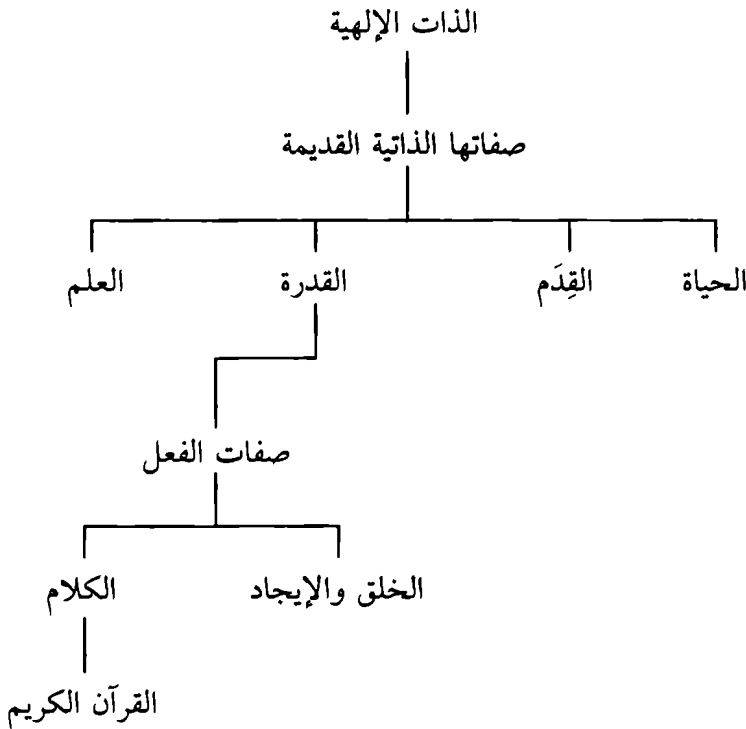 الذات الإلهية
صفاتها الذاتية القديمة
الحياة
القِدَم
القدرة
العلم
صفات الفعل
الخلق والإيجاد
الكلام
القرآن الكريم